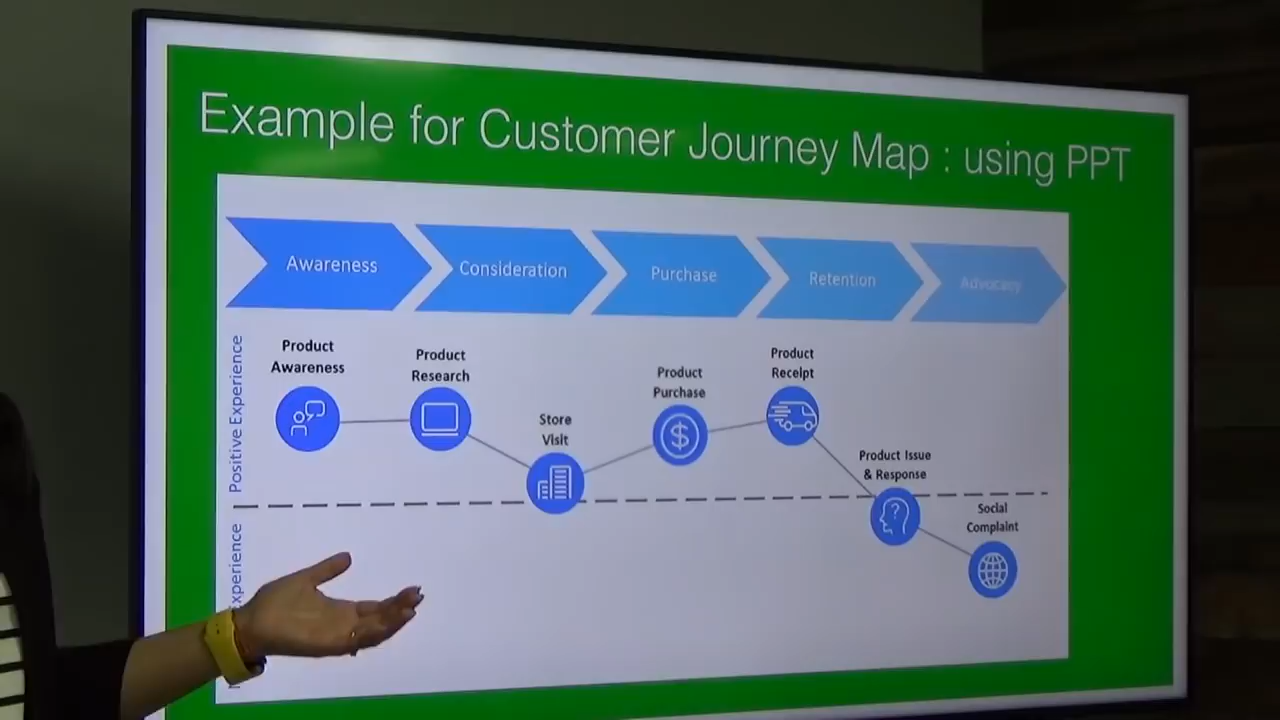 Example for Customer Journey Map : using PPT
Awareness
Consideration
Purchase
Retention
Advocacy
Positive Experience
Product
Awareness
Product
Research
Store
Visit
Product
Purchase
$
Product
Receipt
Product Issue
& Response
?
Social
Complaint
xperience